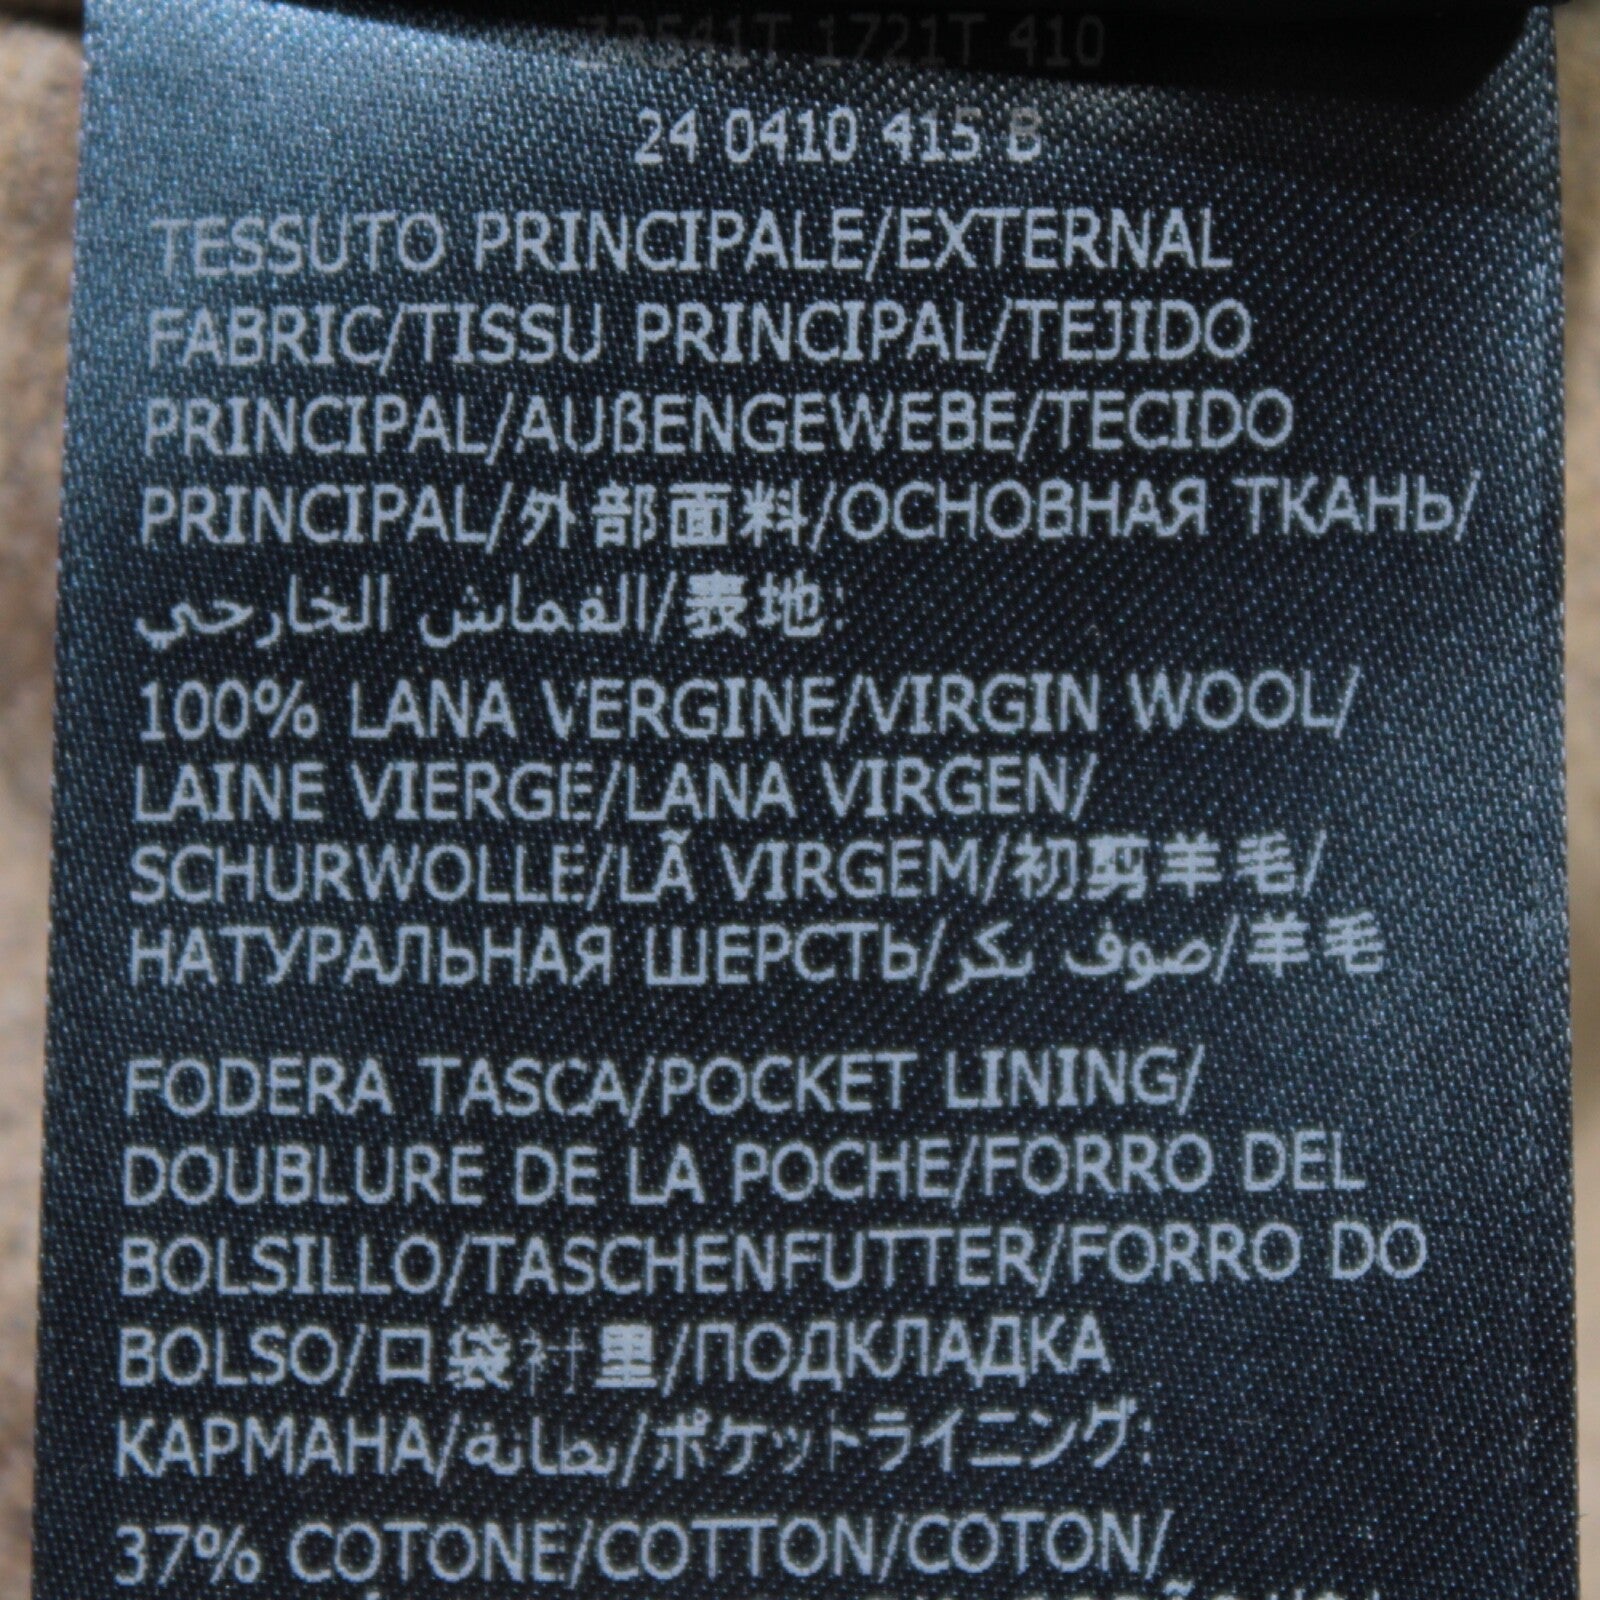 1721T 410
24 0410 415 B
TESSUTO PRINCIPALE/EXTERNAL
FABRIC/TISSU PRINCIPAL/TEJIDO
PRINCIPAL/AUßENGEWEBE/TECIDO
PRINCIPAL/外部面料/ОСНОВНАЯ ТКАНЬ/
القماش الخارجي/表地:
100% LANA VERGINE/VIRGIN WOOL/
LAINE VIERGE/LANA VIRGEN/
SCHURWOLLE/LÃ VIRGEM/初剪羊毛/
НАТУРАЛЬНАЯ ШЕРСТЬ/صوف بكر/羊毛
FODERA TASCA/POCKET LINING/
DOUBLURE DE LA POCHE/FORRO DEL
BOLSILLO/TASCHENFUTTER/FORRO DO
BOLSO/口袋衬里/ПОДКЛАДКА
КАРМАНА/بطانة/ポケットライニング:
37% COTONE/COTTON/COTON/